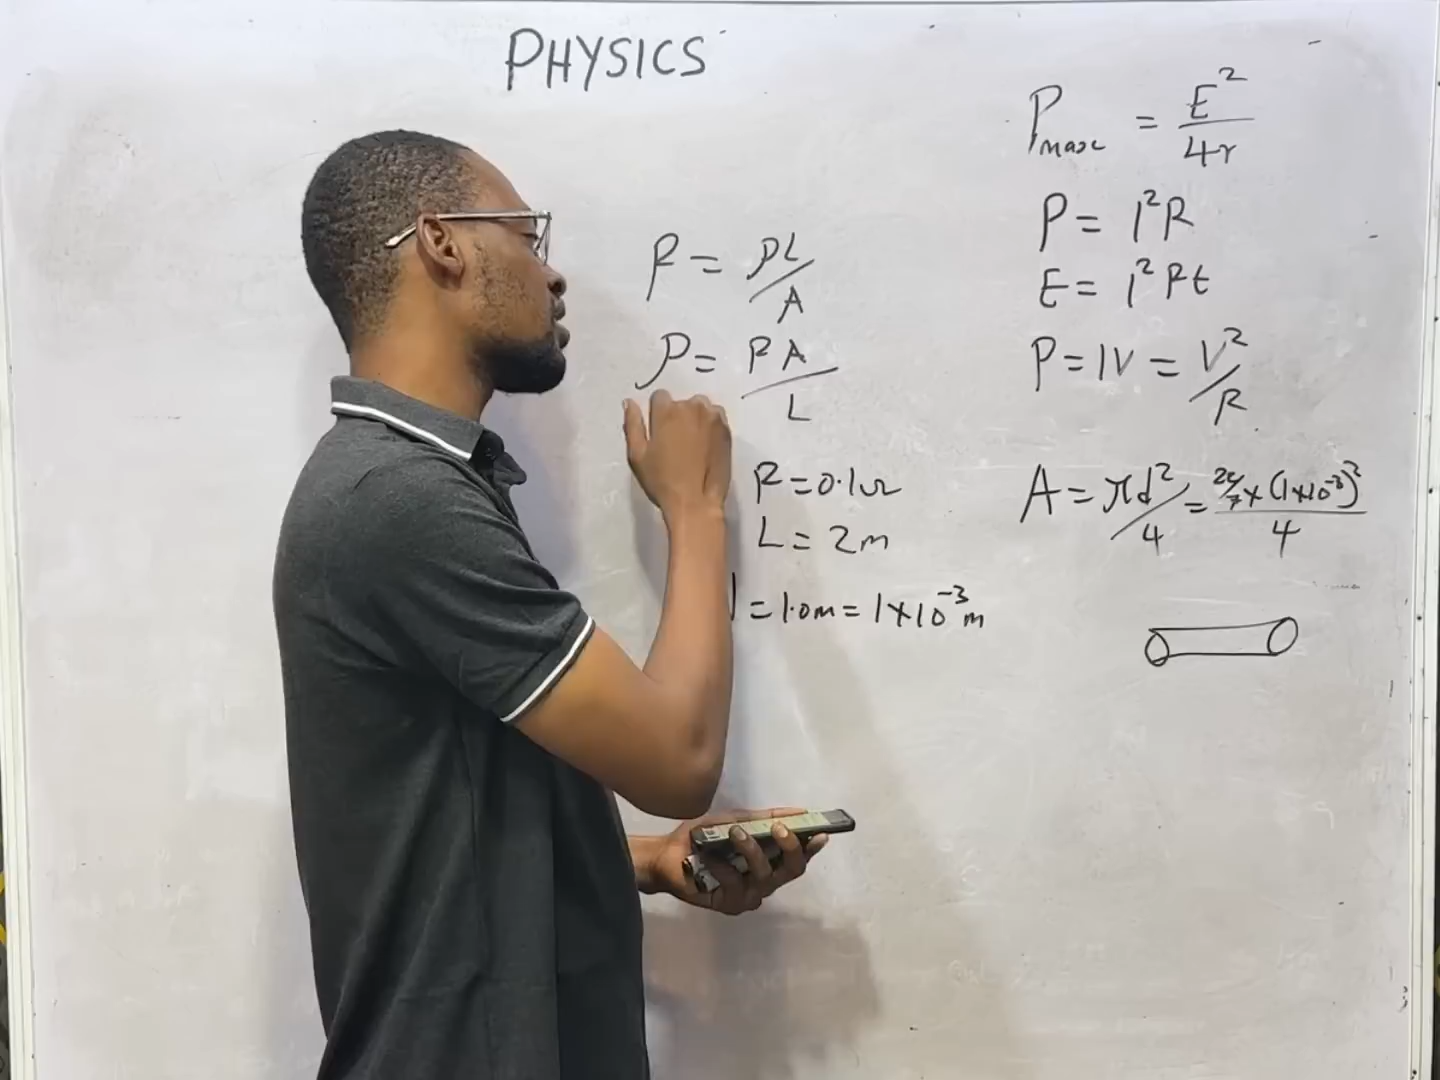 PHYSICS
R = ρL/A
ρ = RA/L
R = 0.1Ω
L = 2m
d = 1.0m = 1×10⁻³m
Pmax = E²/4r
P = I²R
E = I²Rt
P = IV = V²/R
A = πd²/4 = 22/7 × (1×10⁻³)²/4